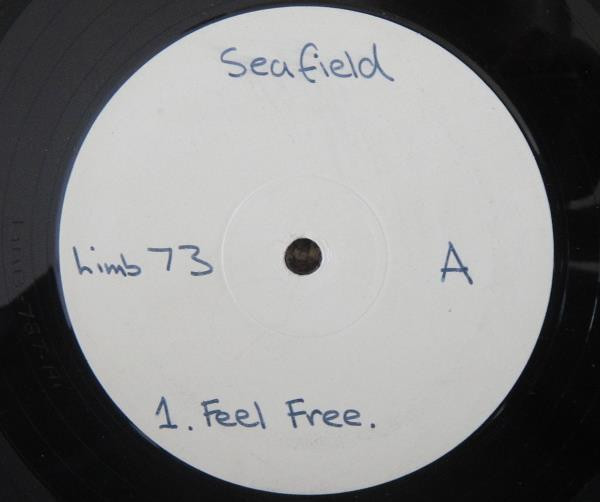 Seafield
Limb 73
A
1. Feel Free.